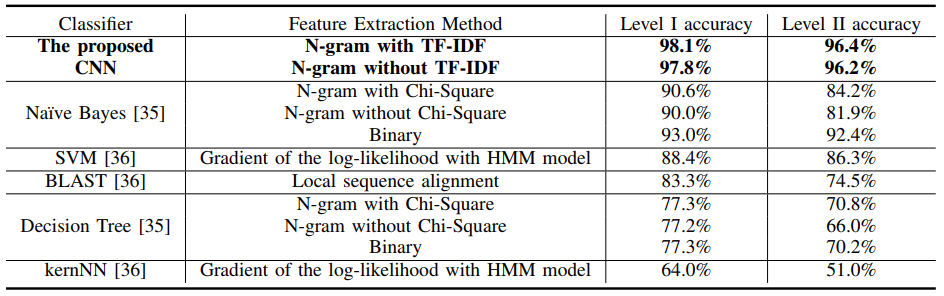 Classifier Feature Extraction Method Level I accuracy Level II accuracy
The proposed N-gram with TF-IDF 98.1% 96.4%
CNN N-gram without TF-IDF 97.8% 96.2%
N-gram with Chi-Square 90.6% 84.2%
Naïve Bayes [35] N-gram without Chi-Square 90.0% 81.9%
Binary 93.0% 92.4%
SVM [36] Gradient of the log-likelihood with HMM model 88.4% 86.3%
BLAST [36] Local sequence alignment 83.3% 74.5%
N-gram with Chi-Square 77.3% 70.8%
Decision Tree [35] N-gram without Chi-Square 77.2% 66.0%
Binary 77.3% 70.2%
kernNN [36] Gradient of the log-likelihood with HMM model 64.0% 51.0%